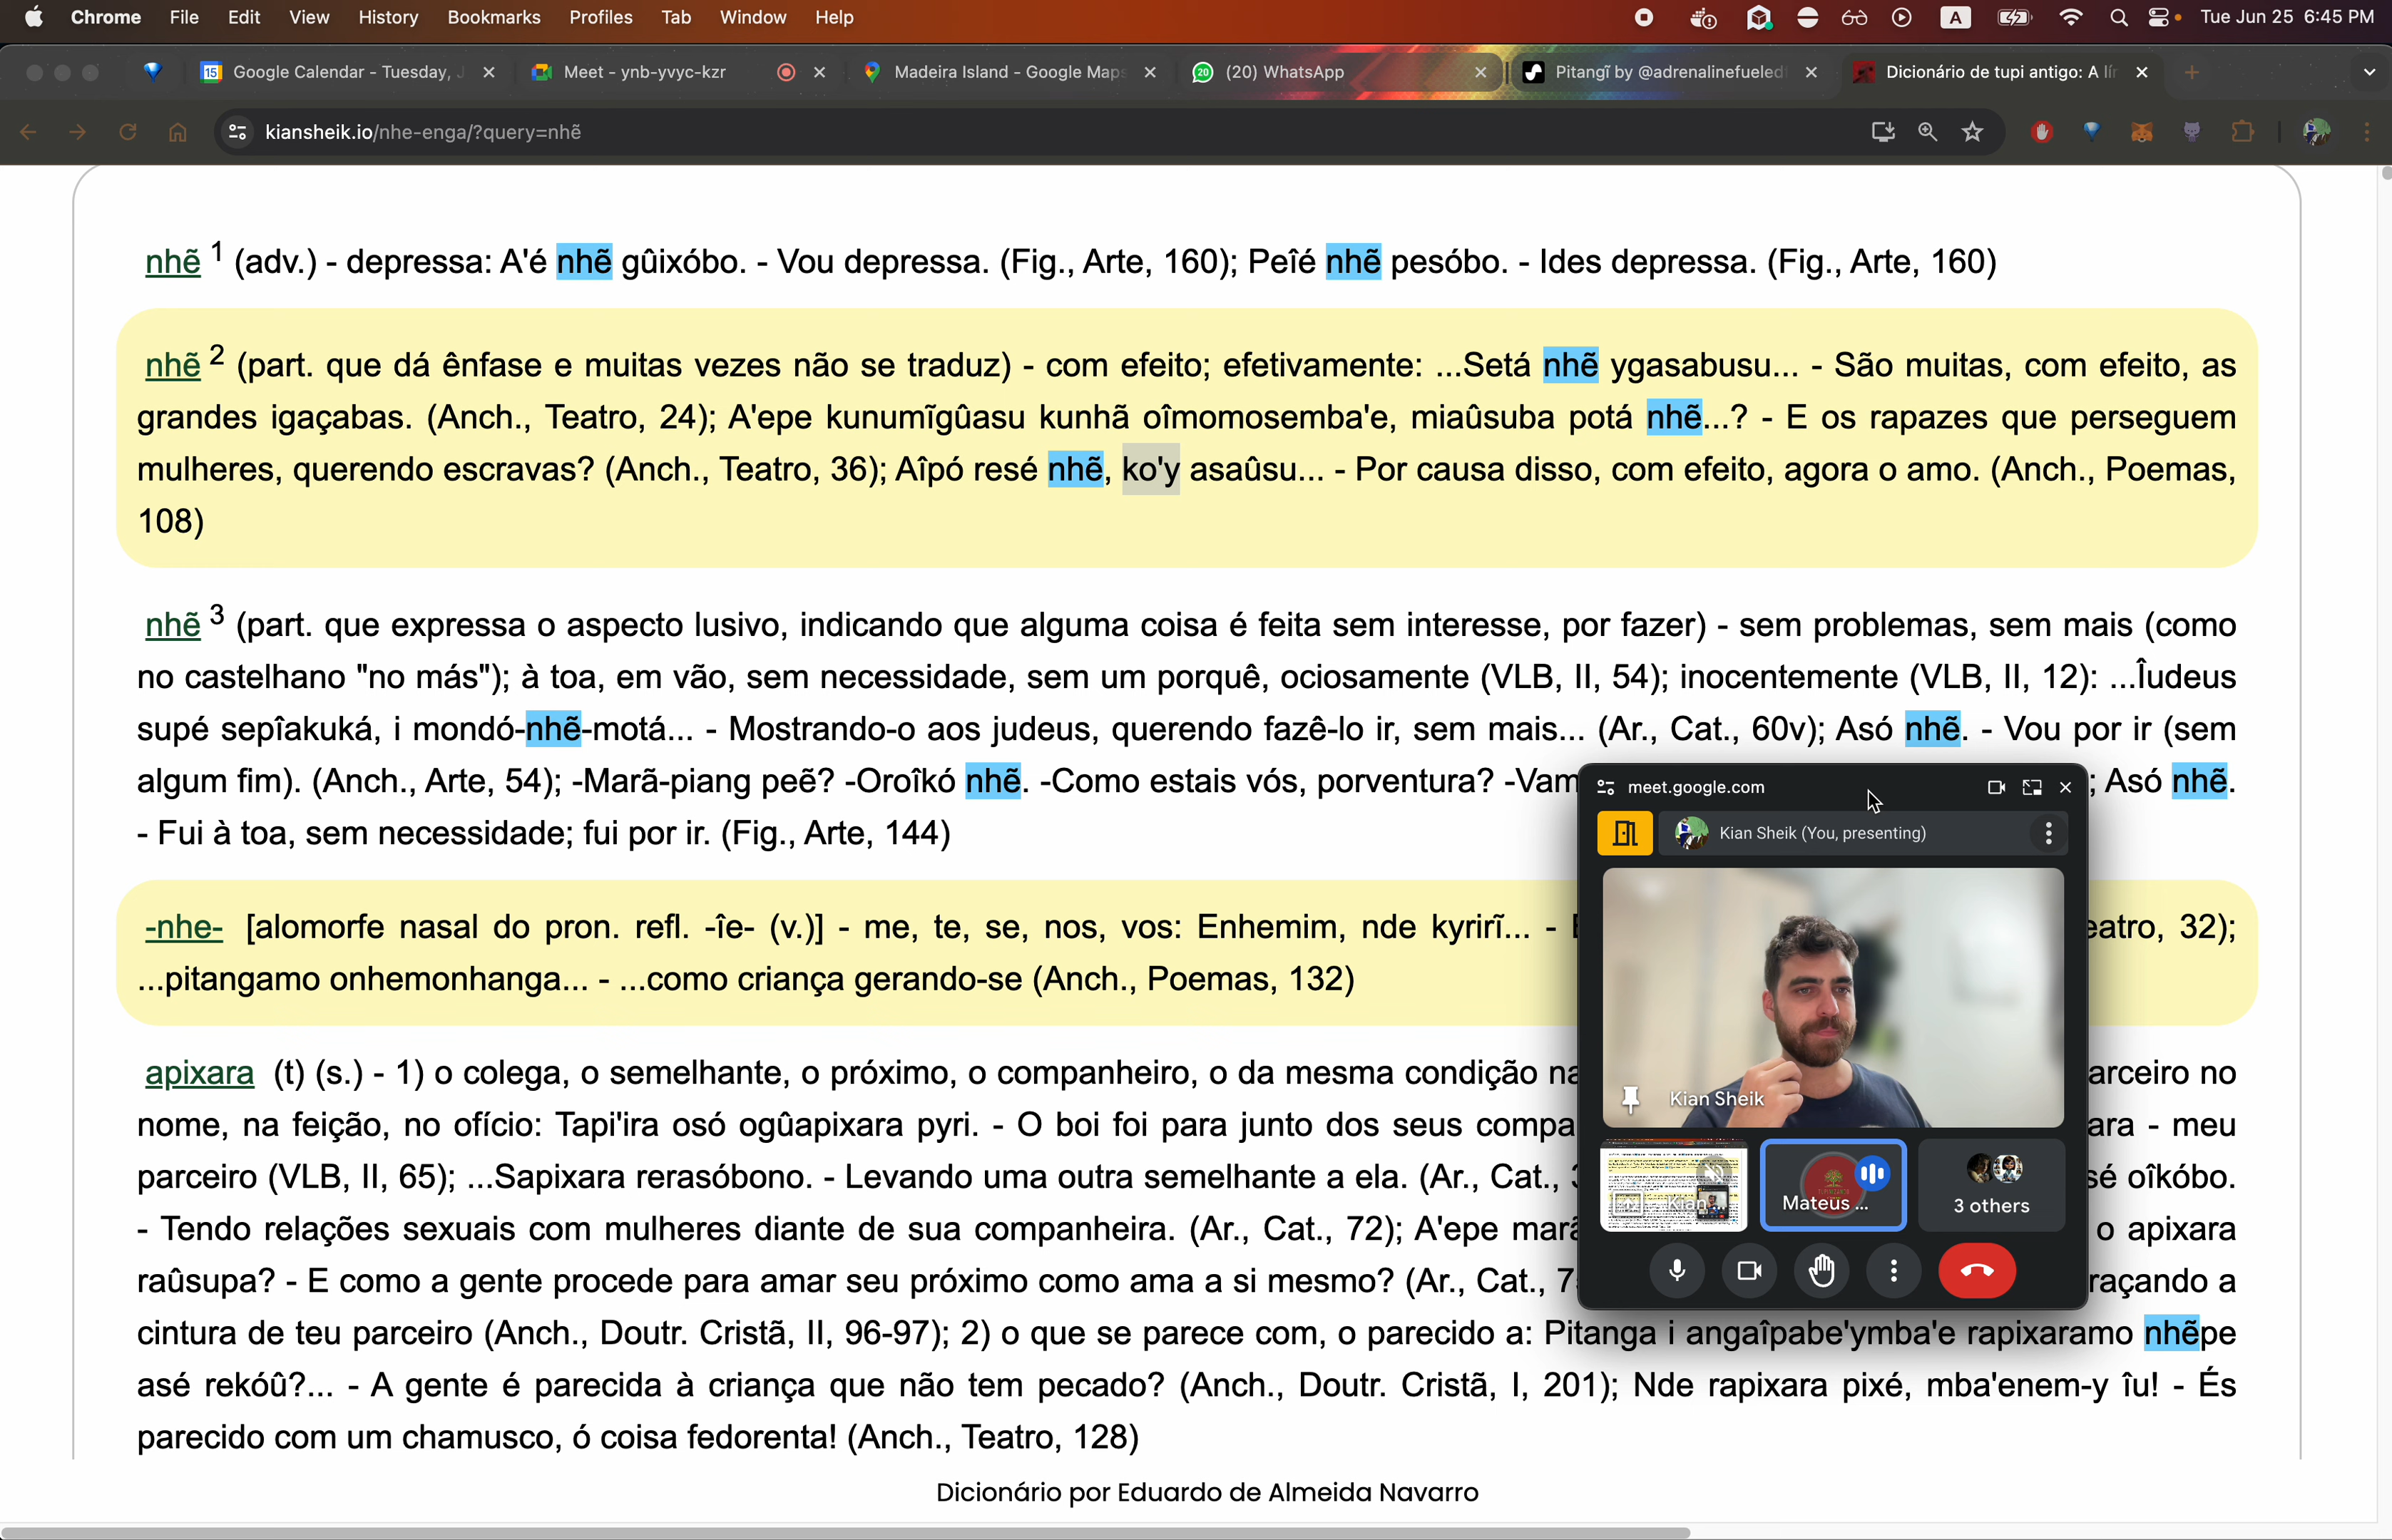 Chrome File Edit View History Bookmarks Profiles Tab Window Help A Tue Jun 25 6:45 PM
15 Google Calendar - Tuesday, J Meet - ynb-yvyc-kzr Madeira Island - Google Maps 20 (20) WhatsApp Pitangĩ by @adrenalinefueled Dicionário de tupi antigo: A lín
kiansheik.io/nhe-enga/?query=nhẽ
nhẽ 1 (adv.) - depressa: A'é nhẽ gûixóbo. - Vou depressa. (Fig., Arte, 160); Peîé nhẽ pesóbo. - Ides depressa. (Fig., Arte, 160)
nhẽ 2 (part. que dá ênfase e muitas vezes não se traduz) - com efeito; efetivamente: ...Setá nhẽ ygasabusu... - São muitas, com efeito, as
grandes igaçabas. (Anch., Teatro, 24); A'epe kunumĩgûasu kunhã oîmomosemba'e, miaûsuba potá nhẽ...? - E os rapazes que perseguem
mulheres, querendo escravas? (Anch., Teatro, 36); Aîpó resé nhẽ, ko'y asaûsu... - Por causa disso, com efeito, agora o amo. (Anch., Poemas,
108)
nhẽ 3 (part. que expressa o aspecto lusivo, indicando que alguma coisa é feita sem interesse, por fazer) - sem problemas, sem mais (como
no castelhano "no más"); à toa, em vão, sem necessidade, sem um porquê, ociosamente (VLB, II, 54); inocentemente (VLB, II, 12): ...Îudeus
supé sepîakuká, i mondó-nhẽ-motá... - Mostrando-o aos judeus, querendo fazê-lo ir, sem mais... (Ar., Cat., 60v); Asó nhẽ. - Vou por ir (sem
algum fim). (Anch., Arte, 54); -Marã-piang peẽ? -Oroîkó nhẽ. -Como estais vós, porventura? -Vam ; Asó nhẽ.
- Fui à toa, sem necessidade; fui por ir. (Fig., Arte, 144)
-nhe- [alomorfe nasal do pron. refl. -îe- (v.)] - me, te, se, nos, vos: Enhemim, nde kyrirĩ... - eatro, 32);
...pitangamo onhemonhanga... - ...como criança gerando-se (Anch., Poemas, 132)
apixara (t) (s.) - 1) o colega, o semelhante, o próximo, o companheiro, o da mesma condição na arceiro no
nome, na feição, no ofício: Tapi'ira osó ogûapixara pyri. - O boi foi para junto dos seus compa ara - meu
parceiro (VLB, II, 65); ...Sapixara rerasóbono. - Levando uma outra semelhante a ela. (Ar., Cat., sé oîkóbo.
- Tendo relações sexuais com mulheres diante de sua companheira. (Ar., Cat., 72); A'epe marã o apixara
raûsupa? - E como a gente procede para amar seu próximo como ama a si mesmo? (Ar., Cat., 7 raçando a
cintura de teu parceiro (Anch., Doutr. Cristã, II, 96-97); 2) o que se parece com, o parecido a: Pitanga i angaîpabe'ymba'e rapixaramo nhẽpe
asé rekóû?... - A gente é parecida à criança que não tem pecado? (Anch., Doutr. Cristã, I, 201); Nde rapixara pixé, mba'enem-y îu! - És
parecido com um chamusco, ó coisa fedorenta! (Anch., Teatro, 128)
Dicionário por Eduardo de Almeida Navarro
meet.google.com
Kian Sheik (You, presenting)
Kian Sheik
Kian... Mateus ... 3 others